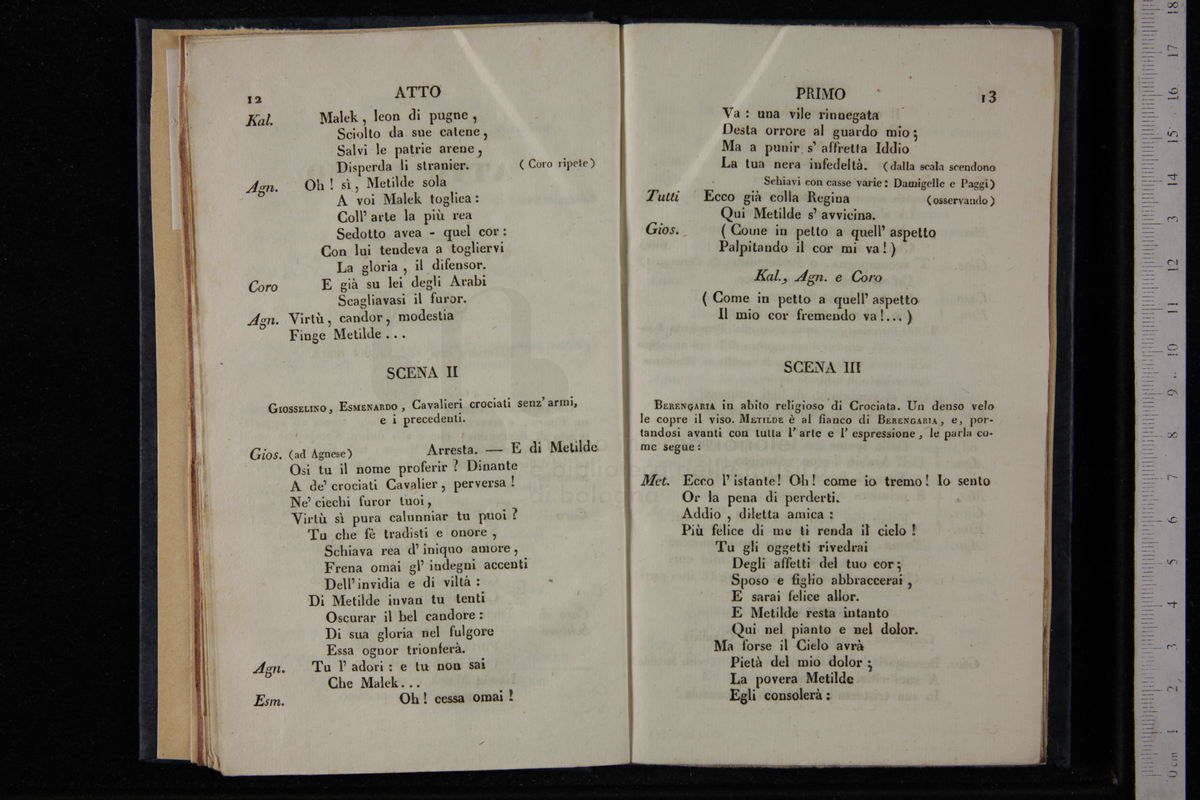 12 ATTO
Kal. Malek, leon di pugne,
Sciolto da sue catene,
Salvi le patrie arene,
Disperda li stranier. (Coro ripete)
Agn. Oh! sì, Metilde sola
A voi Malek toglica:
Coll' arte la più rea
Sedotto avea - quel cor:
Con lui tendeva a togliervi
La gloria, il difensor.
Coro E già su lei degli Arabi
Scagliavasi il furor.
Agn. Virtù, candor, modestia
Finge Metilde...
SCENA II
GIOSSELINO, ESMENARDO, Cavalieri crociati senz' armi,
e i precedenti.
Gios. (ad Agnese) Arresta. — E di Metilde
Osi tu il nome proferir? Dinante
A de' crociati Cavalier, perversa!
Ne' ciechi furor tuoi,
Virtù sì pura calunniar tu puoi?
Tu che fè tradisti e onore,
Schiava rea d' iniquo amore,
Frena omai gl' indegni accenti
Dell' invidia e di viltà:
Di Metilde invan tu tenti
Oscurar il bel candore:
Di sua gloria nel fulgore
Essa ognor trionferà.
Agn. Tu l' adori: e tu non sai
Che Malek...
Esm. Oh! cessa omai!
PRIMO 13
Va: una vile rinnegata
Desta orrore al guardo mio;
Ma a punir s' affretta Iddio
La tua nera infedeltà. (dalla scala scendono
Schiavi con casse varie: Damigelle e Paggi)
Tutti Ecco già colla Regina (osservando)
Qui Metilde s' avvicina.
Gios. (Come in petto a quell' aspetto
Palpitando il cor mi va!)
Kal., Agn. e Coro
(Come in petto a quell' aspetto
Il mio cor fremendo va!...)
SCENA III
BERENGARIA in abito religioso di Crociata. Un denso velo
le copre il viso. METILDE è al fianco di BERENGARIA, e, por-
tandosi avanti con tutta l' arte e l' espressione, le parla co-
me segue:
Met. Ecco l' istante! Oh! come io tremo! Io sento
Or la pena di perderti.
Addio, diletta amica:
Più felice di me ti renda il cielo!
Tu gli oggetti rivedrai
Degli affetti del tuo cor;
Sposo e figlio abbraccerai,
E sarai felice allor.
E Metilde resta intanto
Qui nel pianto e nel dolor.
Ma forse il Cielo avrà
Pietà del mio dolor;
La povera Metilde
Egli consolerà: